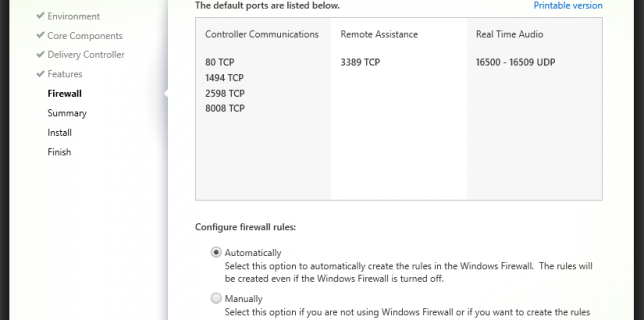 The default ports are listed below.
Printable version
Environment
Core Components
Delivery Controller
Features
Firewall
Summary
Install
Finish
Controller Communications
80 TCP
1494 TCP
2598 TCP
8008 TCP
Remote Assistance
3389 TCP
Real Time Audio
16500 - 16509 UDP
Configure firewall rules:
Automatically
Select this option to automatically create the rules in the Windows Firewall. The rules will
be created even if the Windows Firewall is turned off.
Manually
Select this option if you are not using Windows Firewall or if you want to create the rules